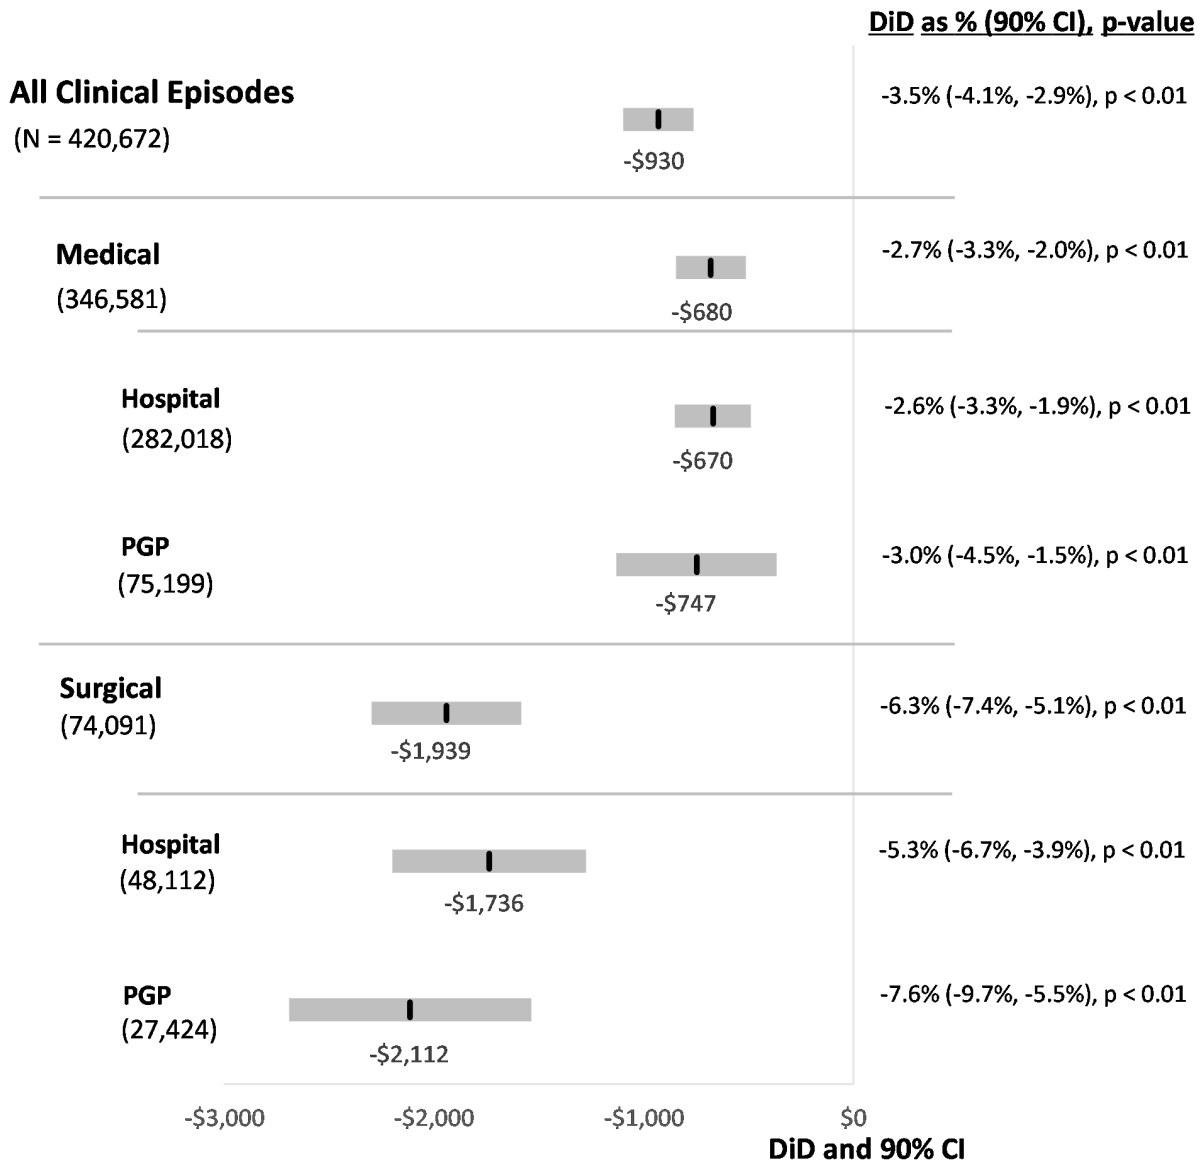 DiD as % (90% CI), p-value
All Clinical Episodes
(N = 420,672)
-3.5% (-4.1%, -2.9%), p < 0.01
-$930
Medical
(346,581)
-2.7% (-3.3%, -2.0%), p < 0.01
-$680
Hospital
(282,018)
-2.6% (-3.3%, -1.9%), p < 0.01
-$670
PGP
(75,199)
-3.0% (-4.5%, -1.5%), p < 0.01
-$747
Surgical
(74,091)
-6.3% (-7.4%, -5.1%), p < 0.01
-$1,939
Hospital
(48,112)
-5.3% (-6.7%, -3.9%), p < 0.01
-$1,736
PGP
(27,424)
-7.6% (-9.7%, -5.5%), p < 0.01
-$2,112
-$3,000 -$2,000 -$1,000 $0
DiD and 90% CI